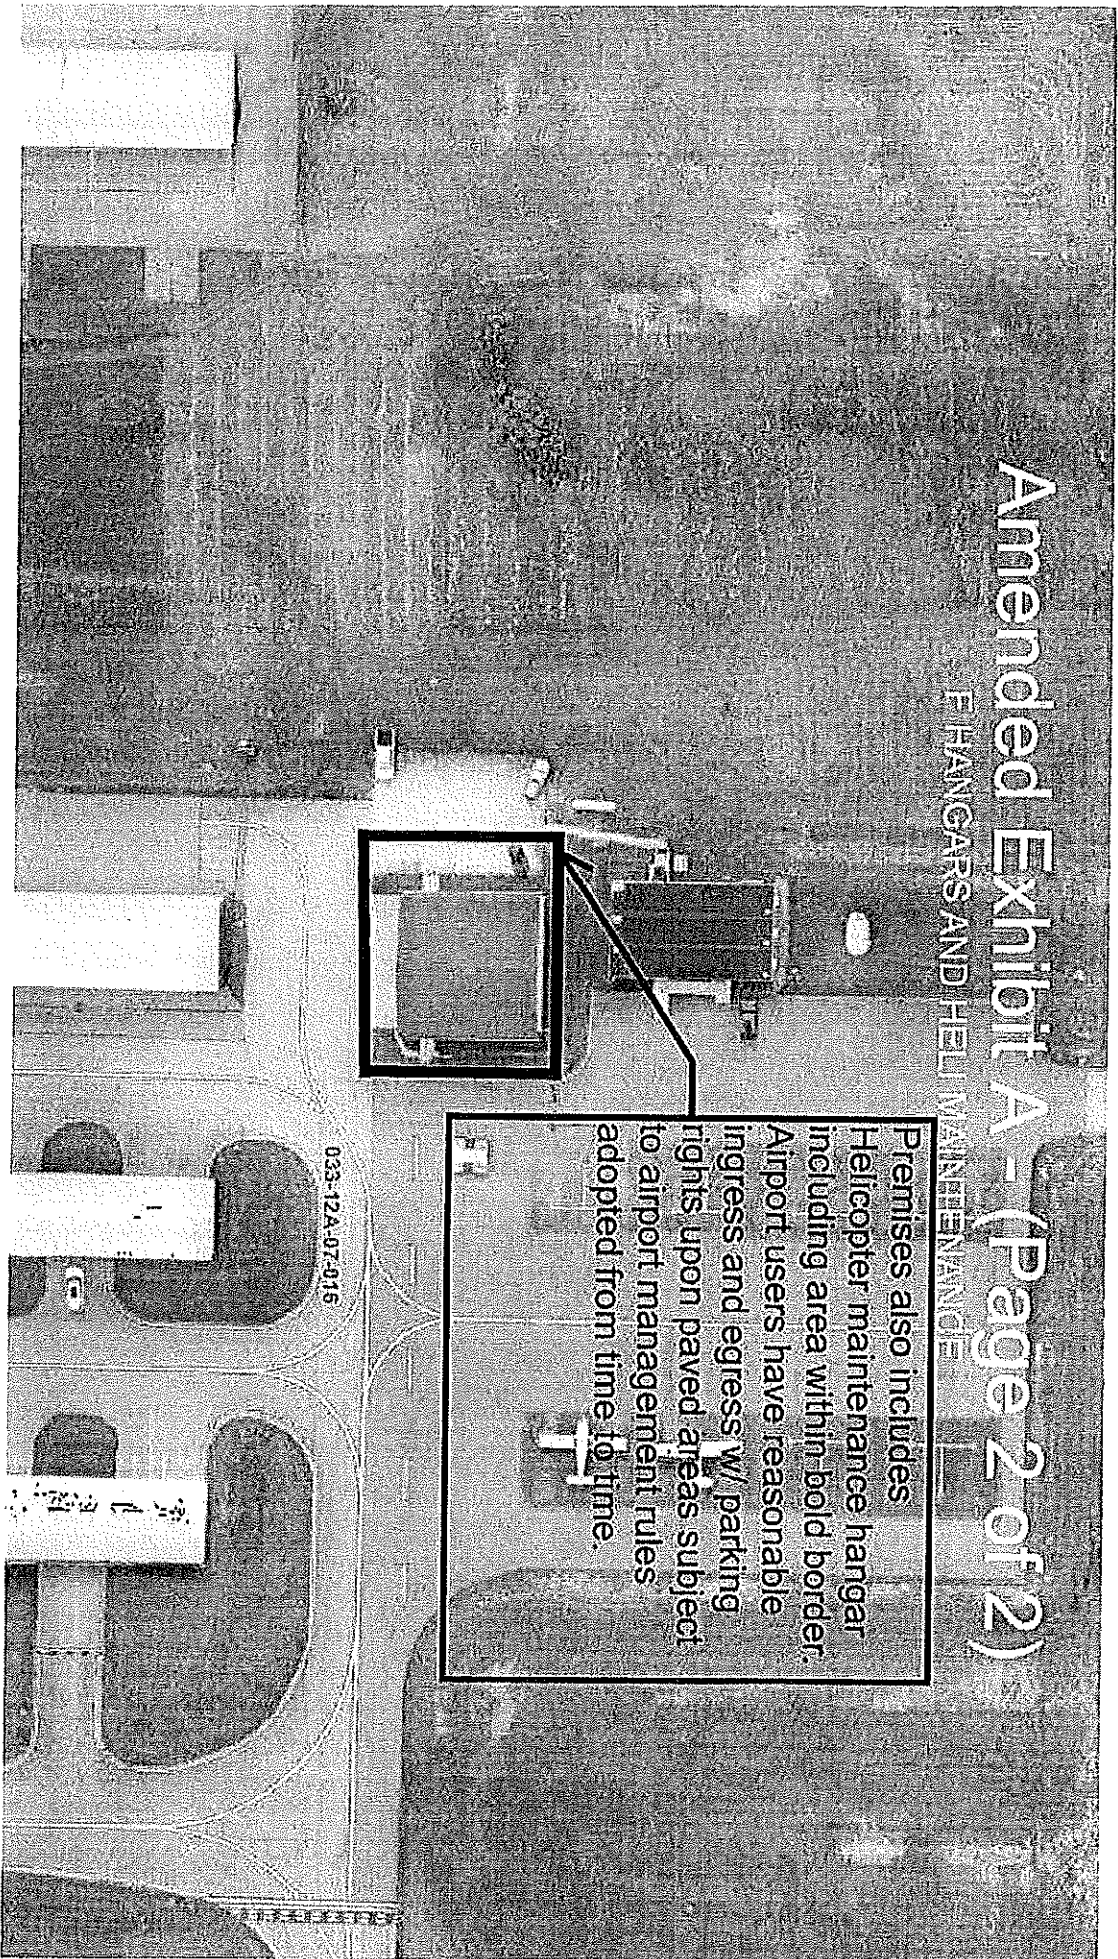 Amended Exhibit A - (Page 2 of 2)
F HANGARS AND HELI MAINTENANCE
Premises also includes
Helicopter maintenance hangar
including area within bold border.
Airport users have reasonable
ingress and egress w/ parking
rights upon paved areas subject
to airport management rules
adopted from time to time.
033-12A-07-015